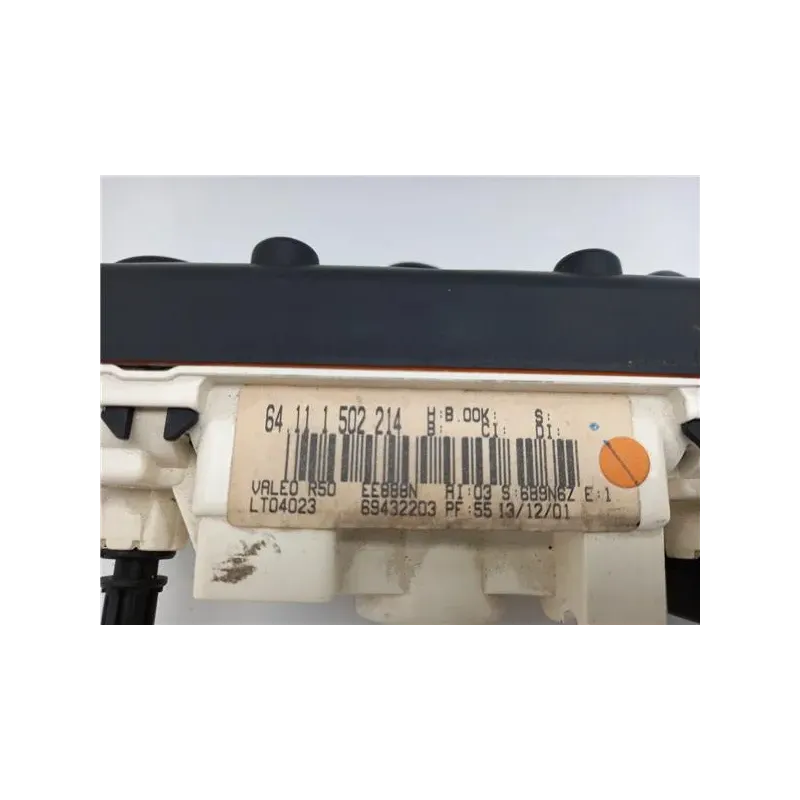 64.11 1 502 214 H:B.00K: S:
B: CI: DI:
VALEO R50 EE888N AI:03 S:689N6Z E:1
LT04023 69432203 PF:55 13/12/01